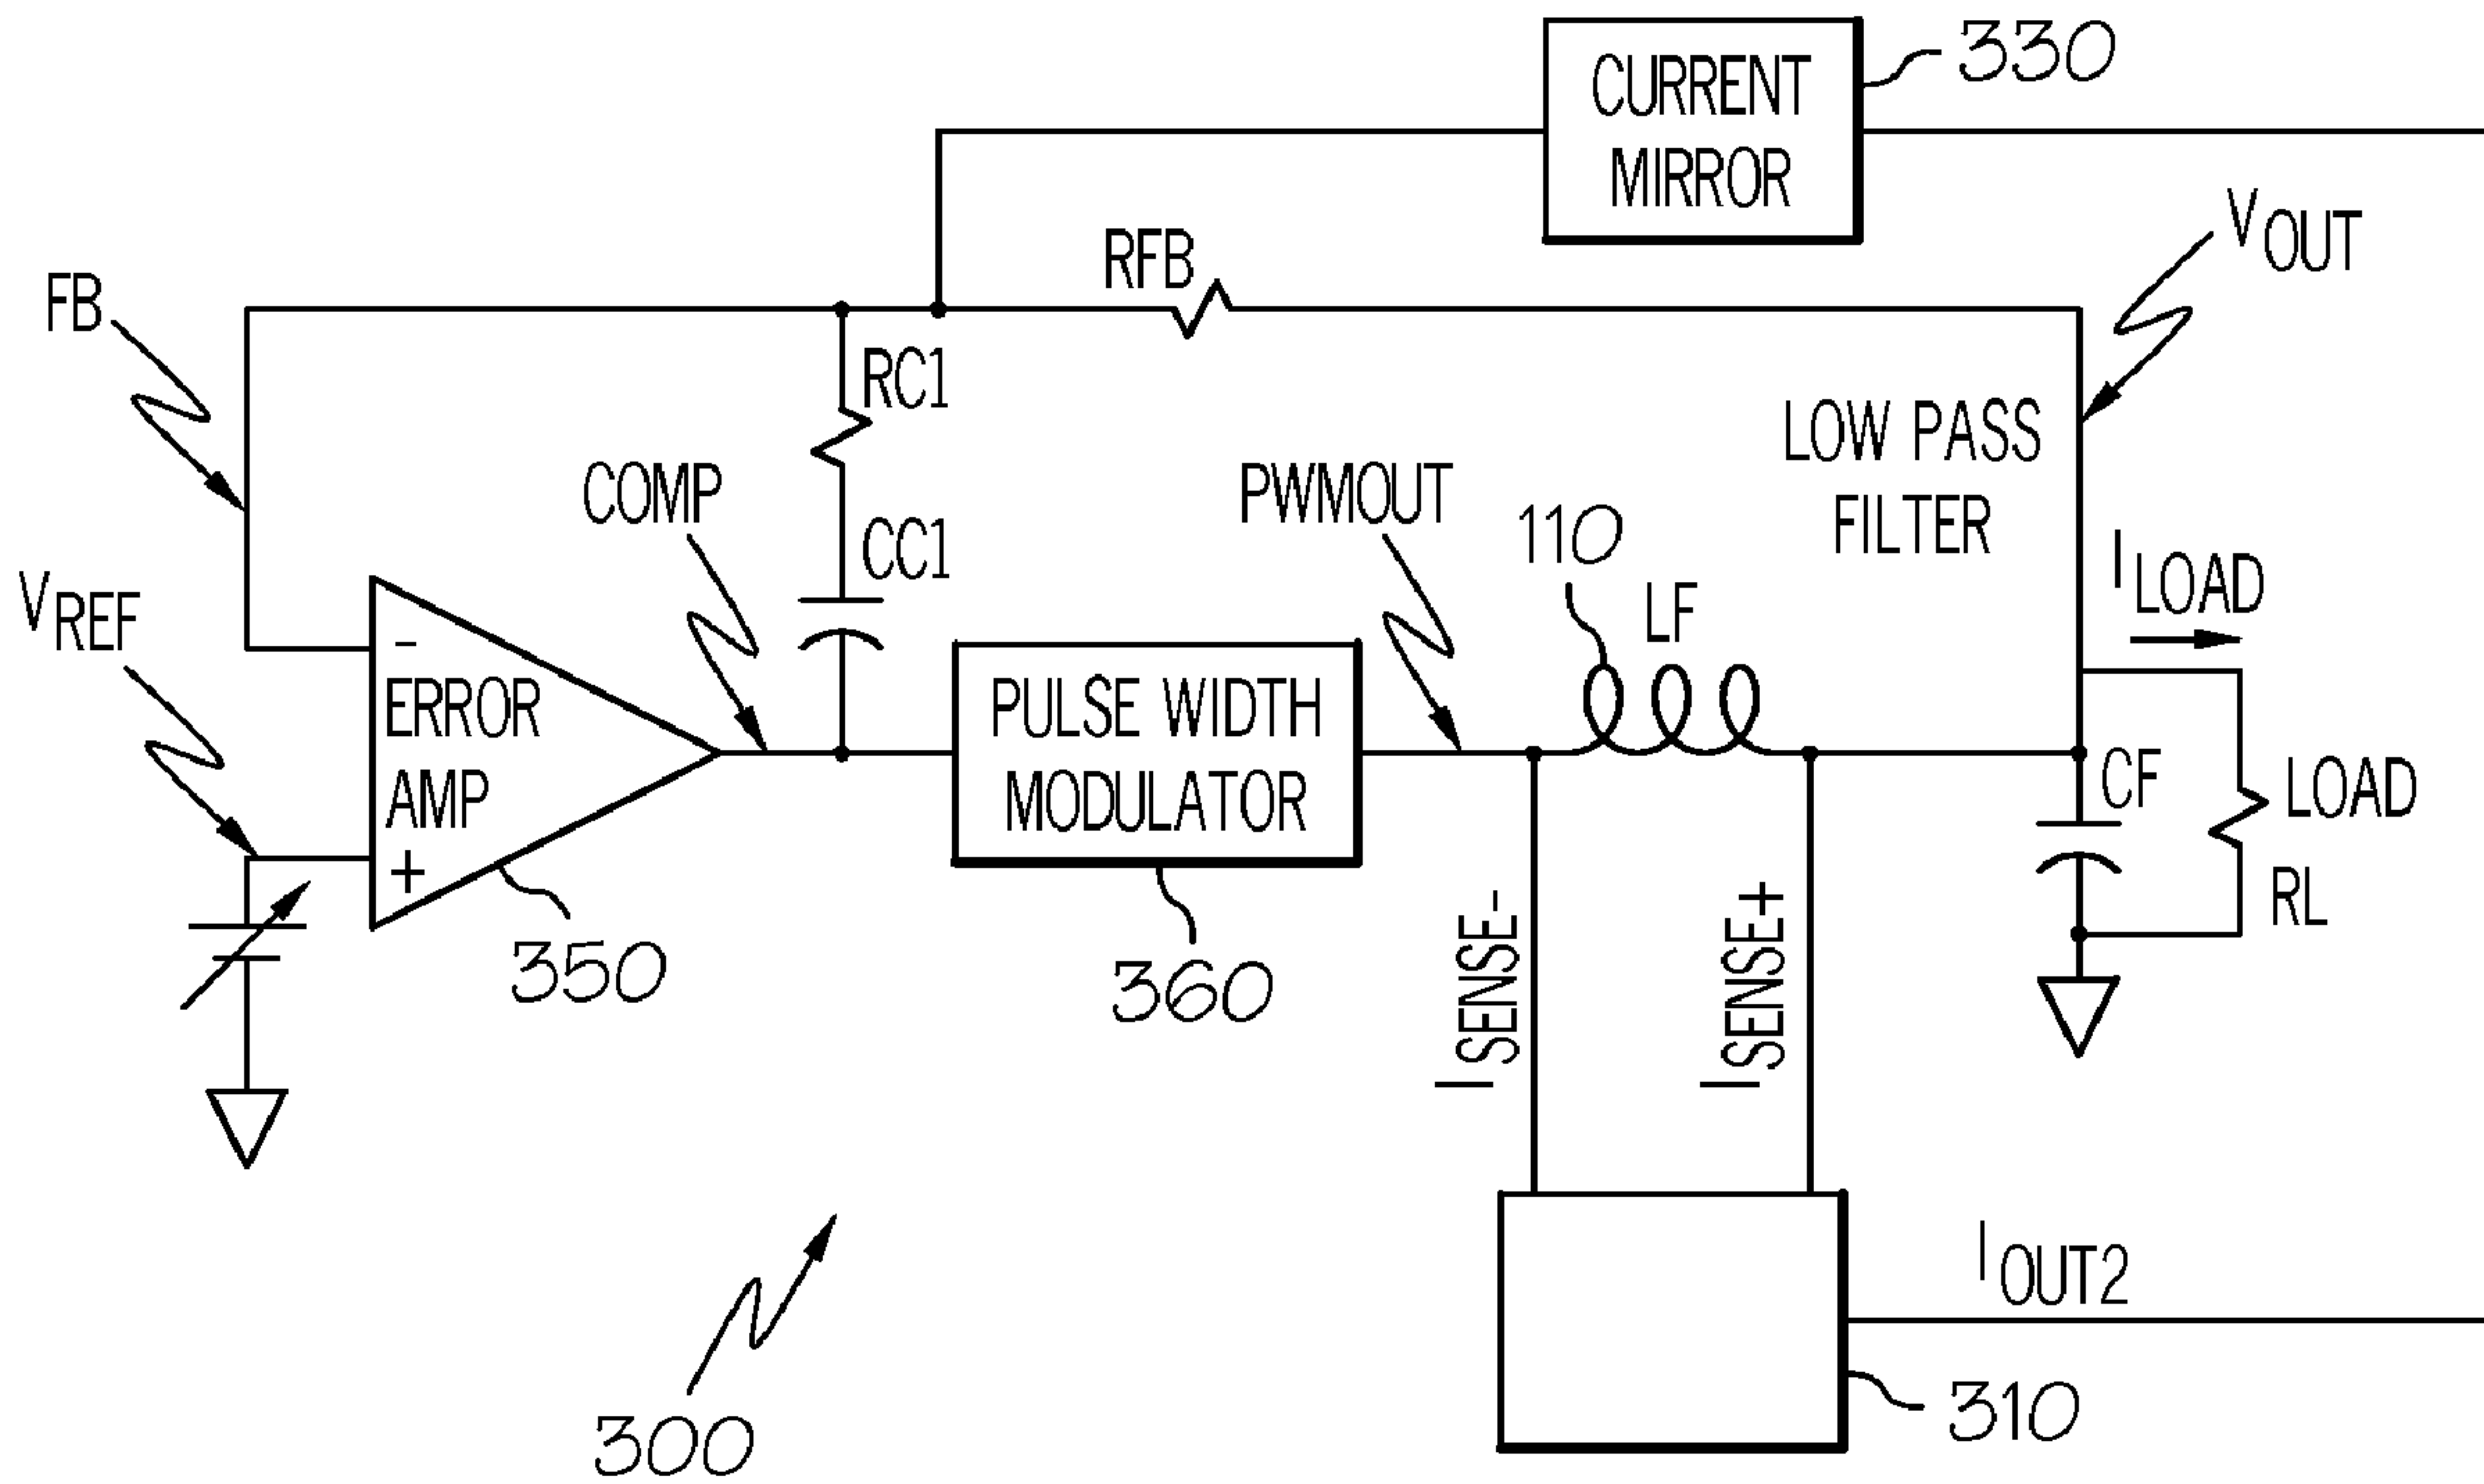 330
CURRENT
MIRROR
VOUT
RFB
FB
RC1
LOW PASS
FILTER
COMP
PWMOUT
110
CC1
ILOAD
VREF
LF
-
ERROR
AMP
+
PULSE WIDTH
MODULATOR
CF
LOAD
RL
350
360
ISENSE-
ISENSE+
IOUT2
310
300